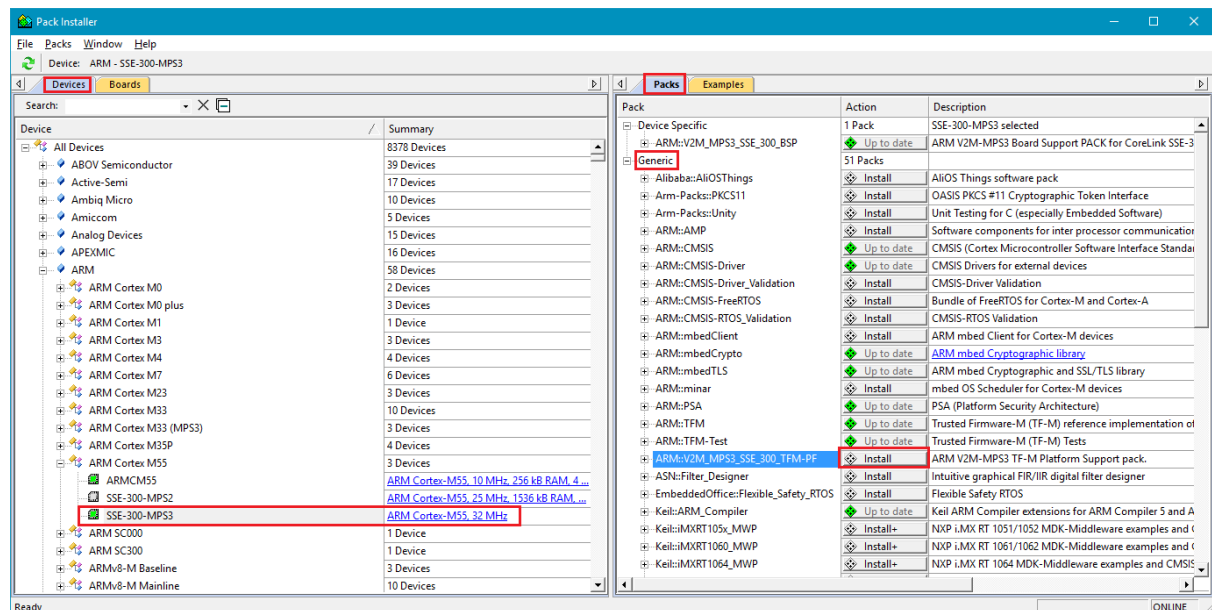 Pack Installer
File Packs Window Help
Device: ARM - SSE-300-MPS3
Devices Boards
Search:
Device Summary
All Devices 8378 Devices
ABOV Semiconductor 39 Devices
Active-Semi 17 Devices
Ambiq Micro 10 Devices
Amiccom 5 Devices
Analog Devices 15 Devices
APEXMIC 16 Devices
ARM 58 Devices
ARM Cortex M0 2 Devices
ARM Cortex M0 plus 3 Devices
ARM Cortex M1 1 Device
ARM Cortex M3 3 Devices
ARM Cortex M4 4 Devices
ARM Cortex M7 6 Devices
ARM Cortex M23 3 Devices
ARM Cortex M33 10 Devices
ARM Cortex M33 (MPS3) 3 Devices
ARM Cortex M35P 4 Devices
ARM Cortex M55 3 Devices
ARMCM55 ARM Cortex-M55, 10 MHz, 256 kB RAM, 4 ...
SSE-300-MPS2 ARM Cortex-M55, 25 MHz, 1536 kB RAM, ...
SSE-300-MPS3 ARM Cortex-M55, 32 MHz
ARM SC000 1 Device
ARM SC300 1 Device
ARMv8-M Baseline 3 Devices
ARMv8-M Mainline 10 Devices
Packs Examples
Pack Action Description
Device Specific 1 Pack SSE-300-MPS3 selected
ARM::V2M_MPS3_SSE_300_BSP Up to date ARM V2M-MPS3 Board Support PACK for CoreLink SSE-3
Generic 51 Packs
Alibaba::AliOSThings Install AliOS Things software pack
Arm-Packs::PKCS11 Install OASIS PKCS #11 Cryptographic Token Interface
Arm-Packs::Unity Install Unit Testing for C (especially Embedded Software)
ARM::AMP Install Software components for inter processor communication
ARM::CMSIS Up to date CMSIS (Cortex Microcontroller Software Interface Standar
ARM::CMSIS-Driver Up to date CMSIS Drivers for external devices
ARM::CMSIS-Driver_Validation Install CMSIS-Driver Validation
ARM::CMSIS-FreeRTOS Install Bundle of FreeRTOS for Cortex-M and Cortex-A
ARM::CMSIS-RTOS_Validation Install CMSIS-RTOS Validation
ARM::mbedClient Install ARM mbed Client for Cortex-M devices
ARM::mbedCrypto Up to date ARM mbed Cryptographic library
ARM::mbedTLS Up to date ARM mbed Cryptographic and SSL/TLS library
ARM::minar Install mbed OS Scheduler for Cortex-M devices
ARM::PSA Up to date PSA (Platform Security Architecture)
ARM::TFM Up to date Trusted Firmware-M (TF-M) reference implementation of
ARM::TFM-Test Up to date Trusted Firmware-M (TF-M) Tests
ARM::V2M_MPS3_SSE_300_TFM-PF Install ARM V2M-MPS3 TF-M Platform Support pack.
ASN::Filter_Designer Install Intuitive graphical FIR/IIR digital filter designer
EmbeddedOffice::Flexible_Safety_RTOS Install Flexible Safety RTOS
Keil::ARM_Compiler Up to date Keil ARM Compiler extensions for ARM Compiler 5 and A
Keil::iMXRT105x_MWP Install+ NXP i.MX RT 1051/1052 MDK-Middleware examples and
Keil::iMXRT1060_MWP Install+ NXP i.MX RT 1061/1062 MDK-Middleware examples and
Keil::iMXRT1064_MWP Install+ NXP i.MX RT 1064 MDK-Middleware examples and CMSIS
Ready ONLINE